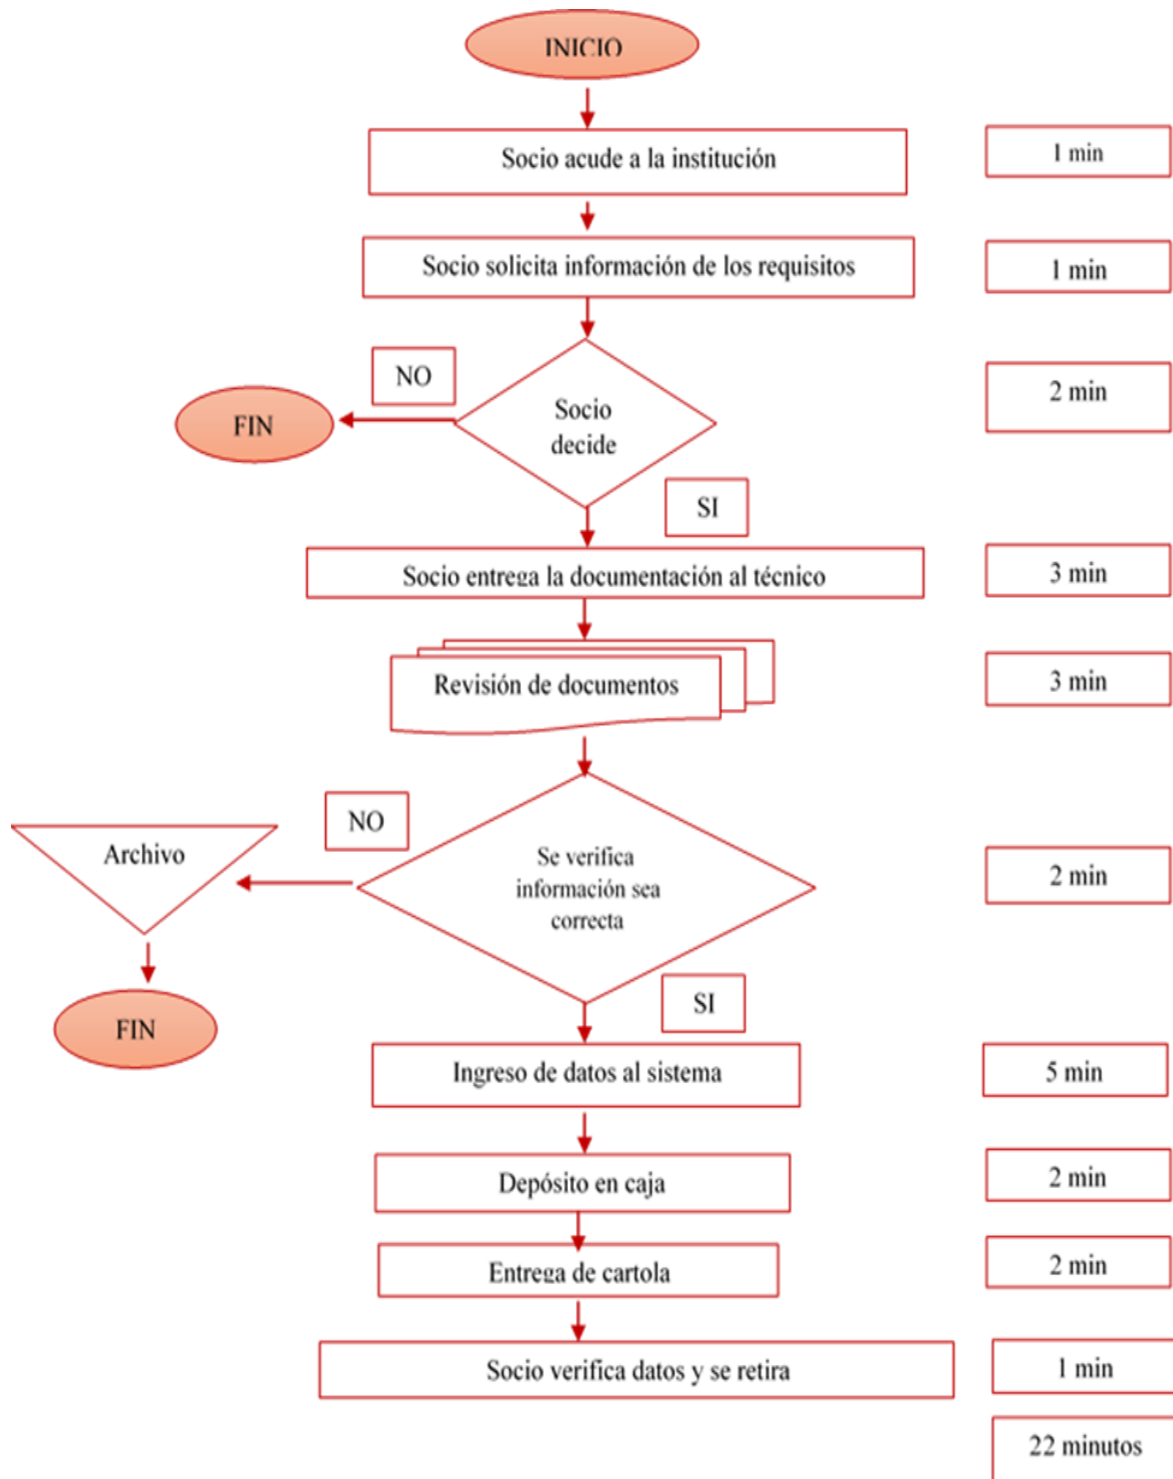 INICIO
Socio acude a la institución
1 min
Socio solicita información de los requisitos
1 min
NO
2 min
FIN
Socio
decide
SI
Socio entrega la documentación al técnico
3 min
Revisión de documentos
3 min
NO
Archivo
Se verifica
información sea
correcta
2 min
SI
FIN
Ingreso de datos al sistema
5 min
Depósito en caja
2 min
Entrega de cartola
2 min
Socio verifica datos y se retira
1 min
22 minutos